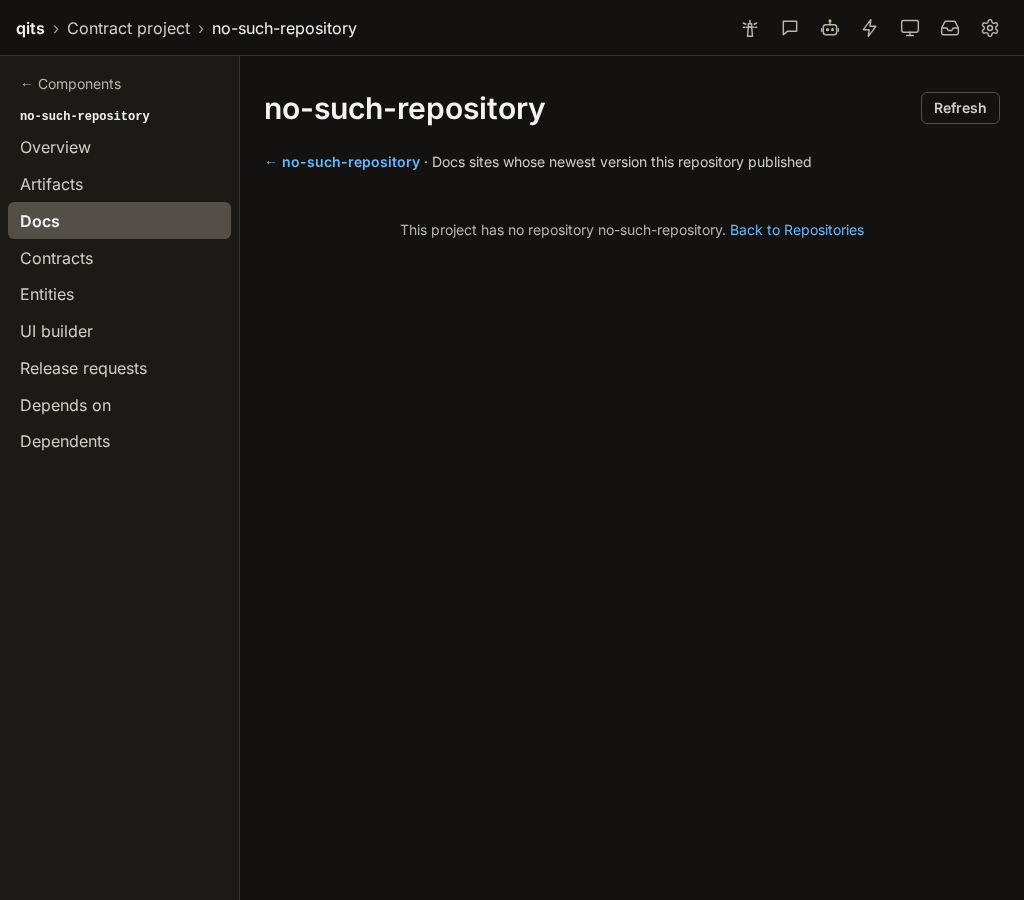 qits › Contract project › no-such-repository
← Components
no-such-repository
Overview
Artifacts
Docs
Contracts
Entities
UI builder
Release requests
Depends on
Dependents
no-such-repository
Refresh
← no-such-repository · Docs sites whose newest version this repository published
This project has no repository no-such-repository. Back to Repositories